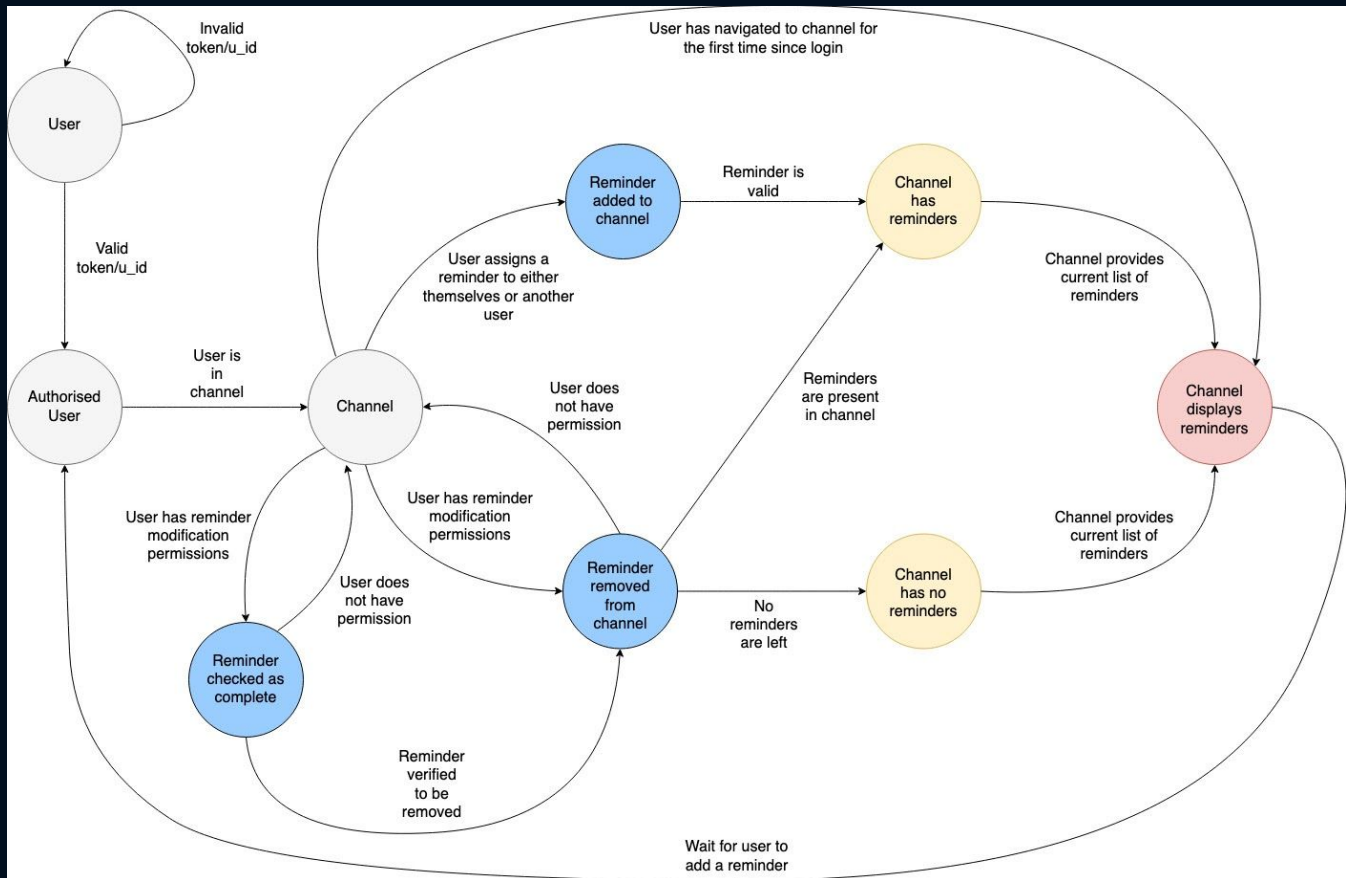 Invalid
token/u_id
User has navigated to channel for
the first time since login
User
Reminder
added to
channel
Reminder is
valid
Channel
has
reminders
Valid
token/u_id
User assigns a
reminder to either
themselves or another
user
Channel provides
current list of
reminders
User is
in
channel
Authorised
User
Channel
User does
not have
permission
Reminders
are present
in channel
Channel
displays
reminders
User has reminder
modification
permissions
User has reminder
modification
permissions
User does
not have
permission
Reminder
removed
from
channel
No
reminders
are left
Channel
has no
reminders
Channel provides
current list of
reminders
Reminder
checked as
complete
Reminder
verified
to be
removed
Wait for user to
add a reminder